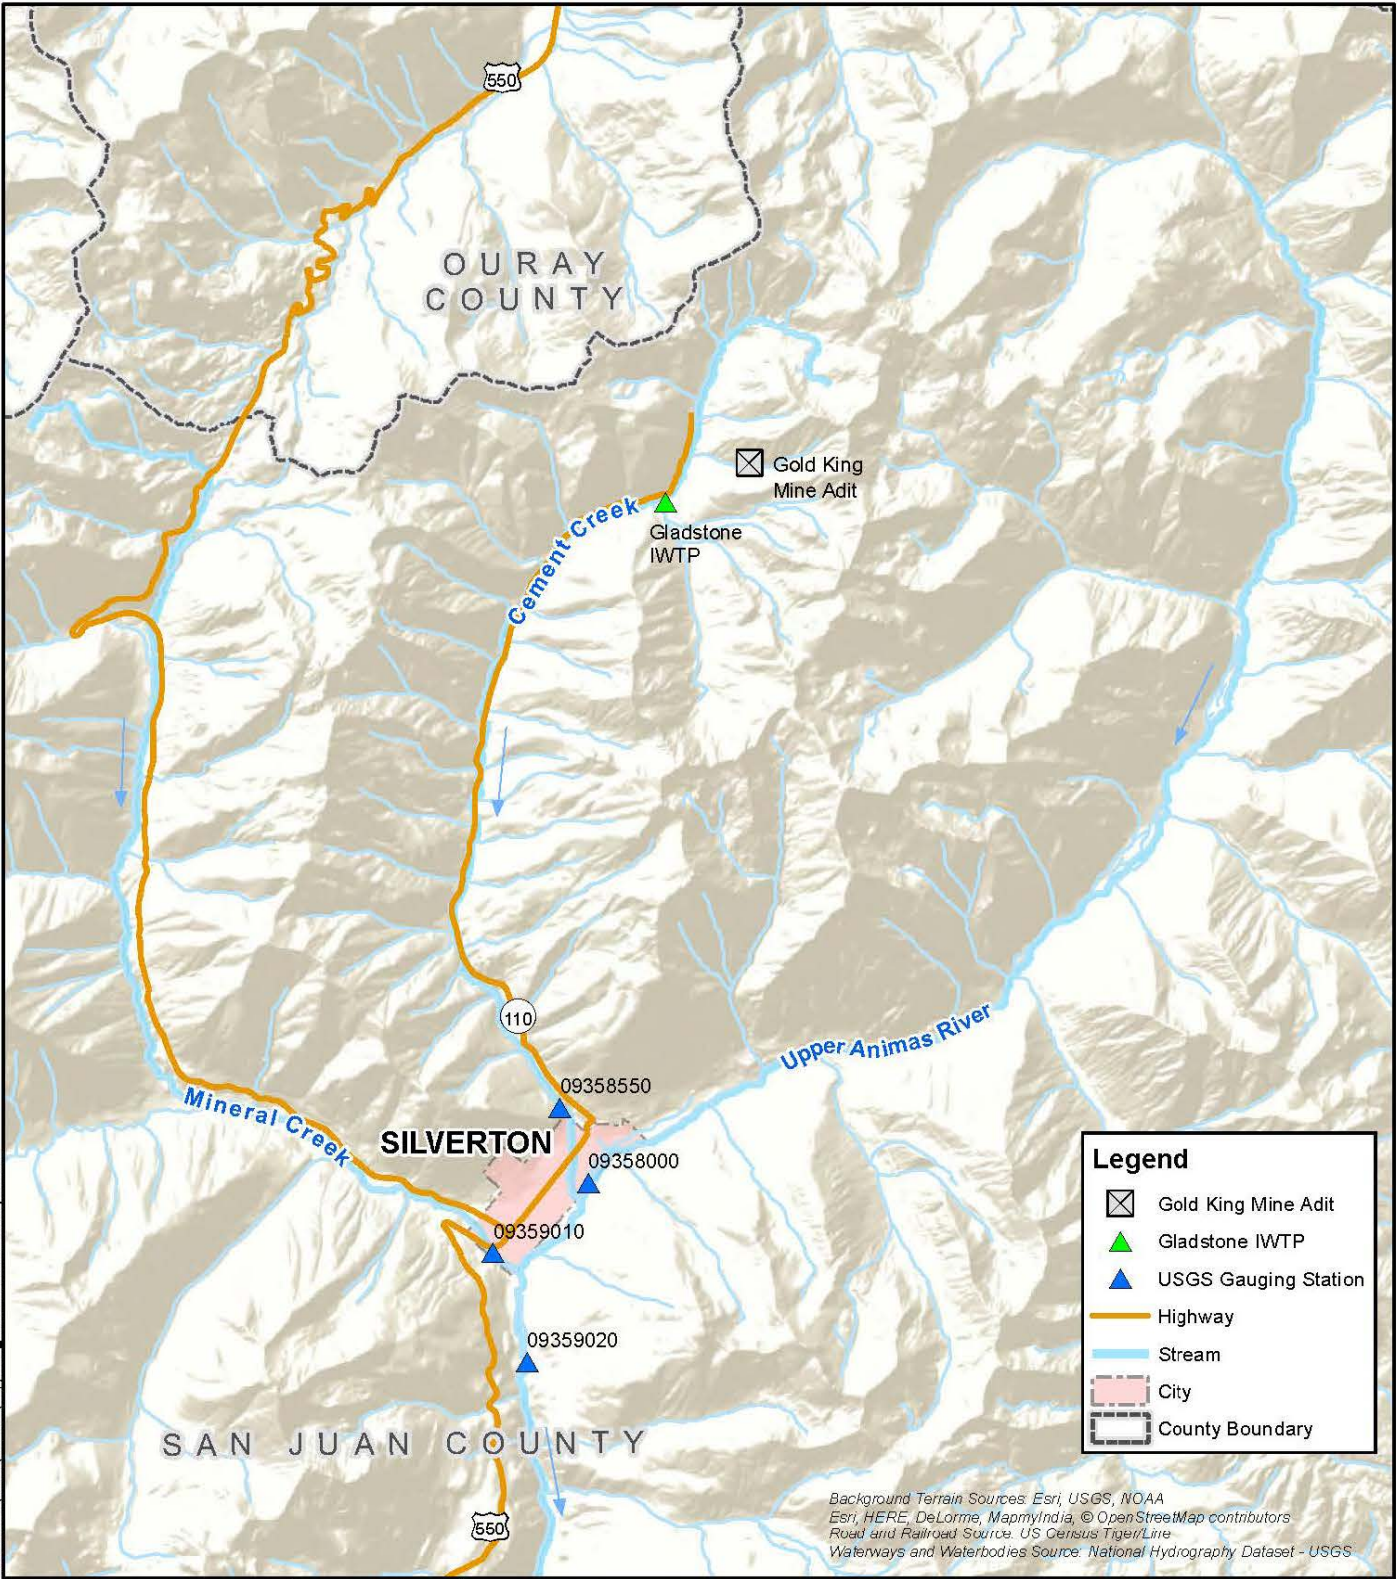 550
OURAY
COUNTY
Gold King
Mine Adit
Cement Creek
Gladstone
IWTP
110
Upper Animas River
09358550
Mineral Creek
SILVERTON
09358000
09359010
09359020
SAN JUAN COUNTY
550
Legend
Gold King Mine Adit
Gladstone IWTP
USGS Gauging Station
Highway
Stream
City
County Boundary
Background Terrain Sources: Esri, USGS, NOAA
Esri, HERE, DeLorme, MapmyIndia, © OpenStreetMap contributors
Road and Railroad Source: US Census Tiger/Line
Waterways and Waterbodies Source: National Hydrography Dataset - USGS